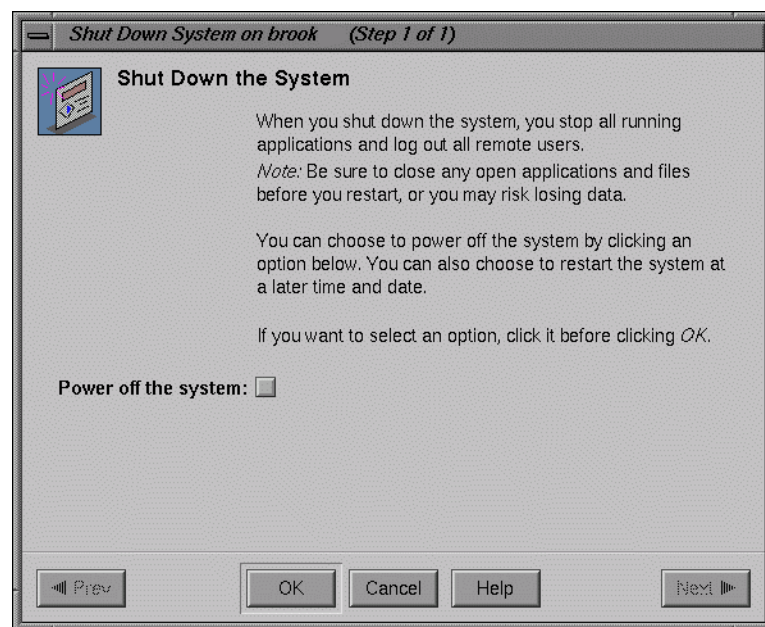 Shut Down System on brook (Step 1 of 1)
Shut Down the System
When you shut down the system, you stop all running
applications and log out all remote users.
Note: Be sure to close any open applications and files
before you restart, or you may risk losing data.
You can choose to power off the system by clicking an
option below. You can also choose to restart the system at
a later time and date.
If you want to select an option, click it before clicking OK.
Power off the system:
Prev OK Cancel Help Next